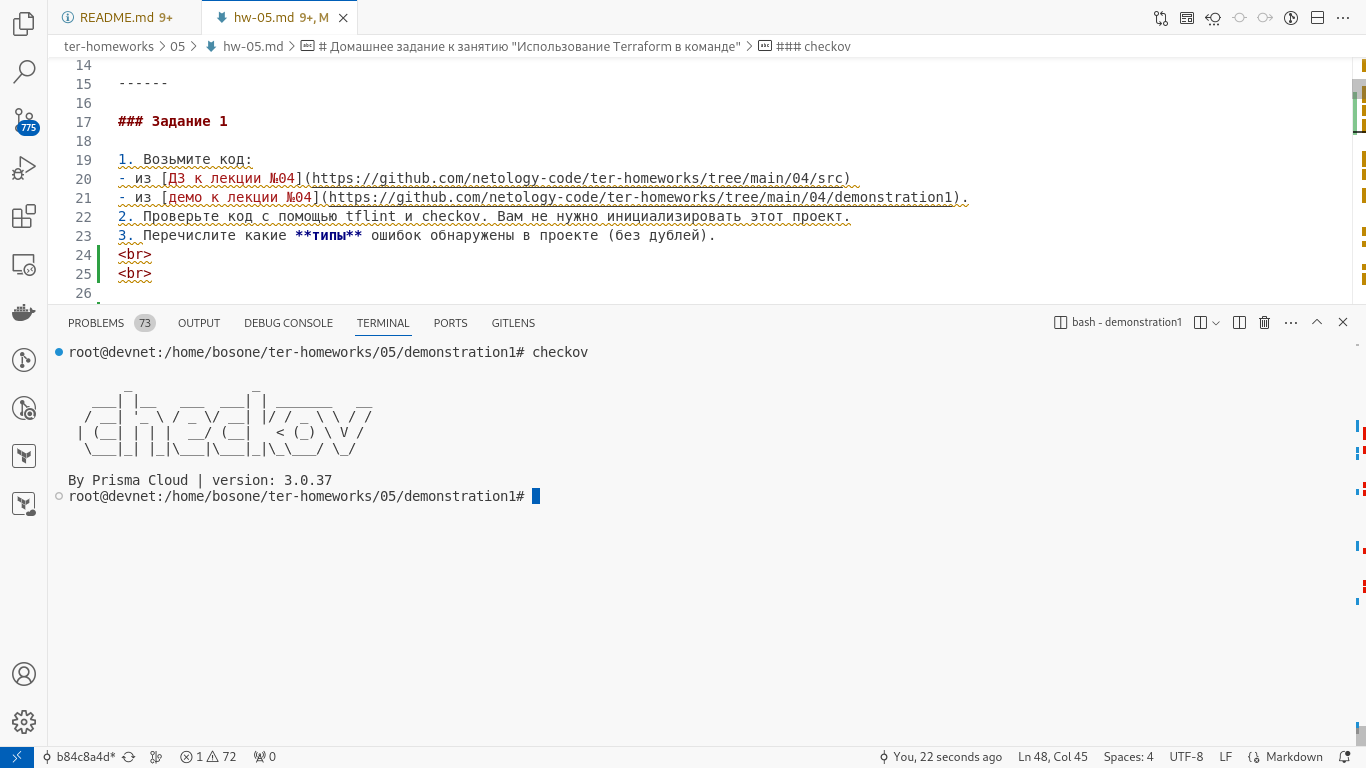 README.md 9+
hw-05.md 9+, M
ter-homeworks > 05 > hw-05.md > # Домашнее задание к занятию "Использование Terraform в команде" > ### checkov
14
15 ------
16
17 ### Задание 1
18
19 1. Возьмите код:
20 - из [ДЗ к лекции №04](https://github.com/netology-code/ter-homeworks/tree/main/04/src)
21 - из [демо к лекции №04](https://github.com/netology-code/ter-homeworks/tree/main/04/demonstration1).
22 2. Проверьте код с помощью tflint и checkov. Вам не нужно инициализировать этот проект.
23 3. Перечислите какие **типы** ошибок обнаружены в проекте (без дублей).
24 <br>
25 <br>
26
775
PROBLEMS 73 OUTPUT DEBUG CONSOLE TERMINAL PORTS GITLENS bash - demonstration1
root@devnet:/home/bosone/ter-homeworks/05/demonstration1# checkov
checkov
By Prisma Cloud | version: 3.0.37
root@devnet:/home/bosone/ter-homeworks/05/demonstration1#
b84c8a4d* 1 72 0 You, 22 seconds ago Ln 48, Col 45 Spaces: 4 UTF-8 LF Markdown